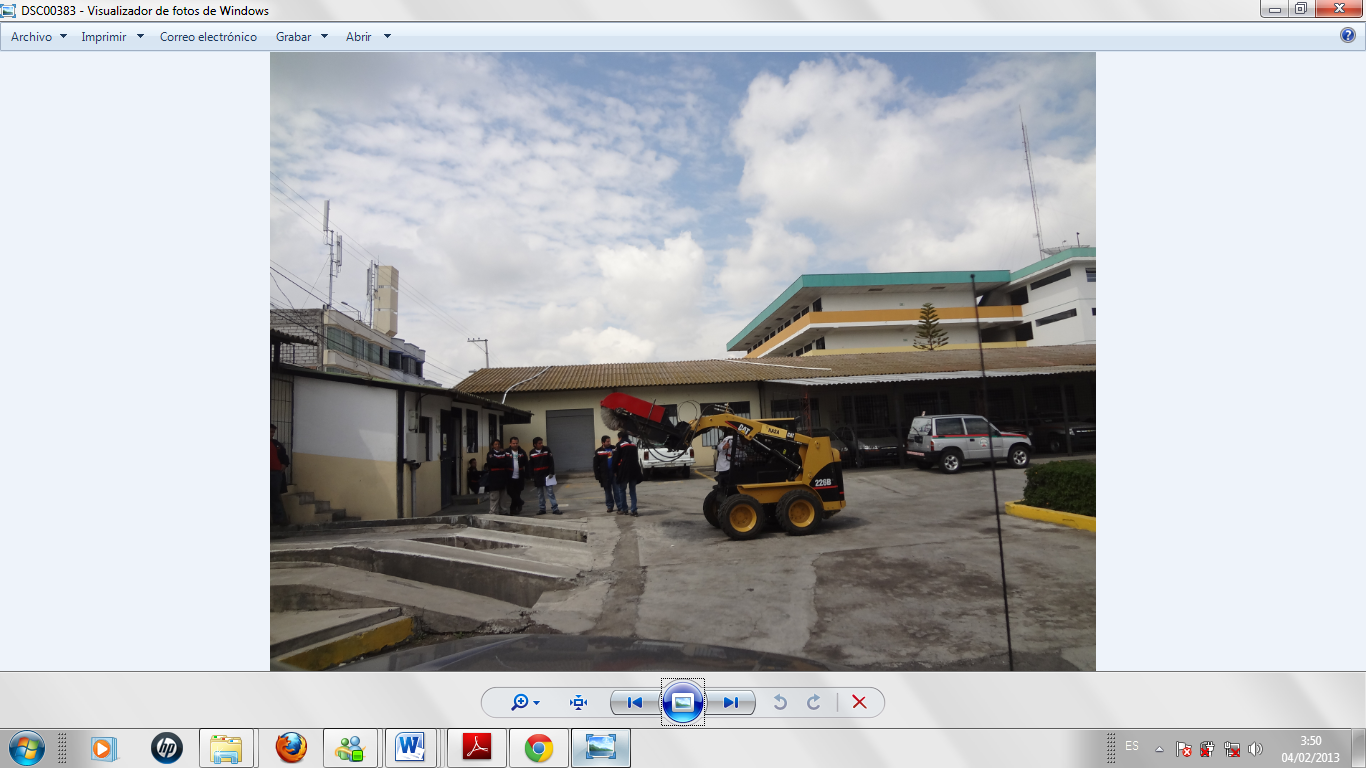 DSC00383 - Visualizador de fotos de Windows
Archivo Imprimir Correo electrónico Grabar Abrir
CAT
226B
ES
3:50
04/02/2013